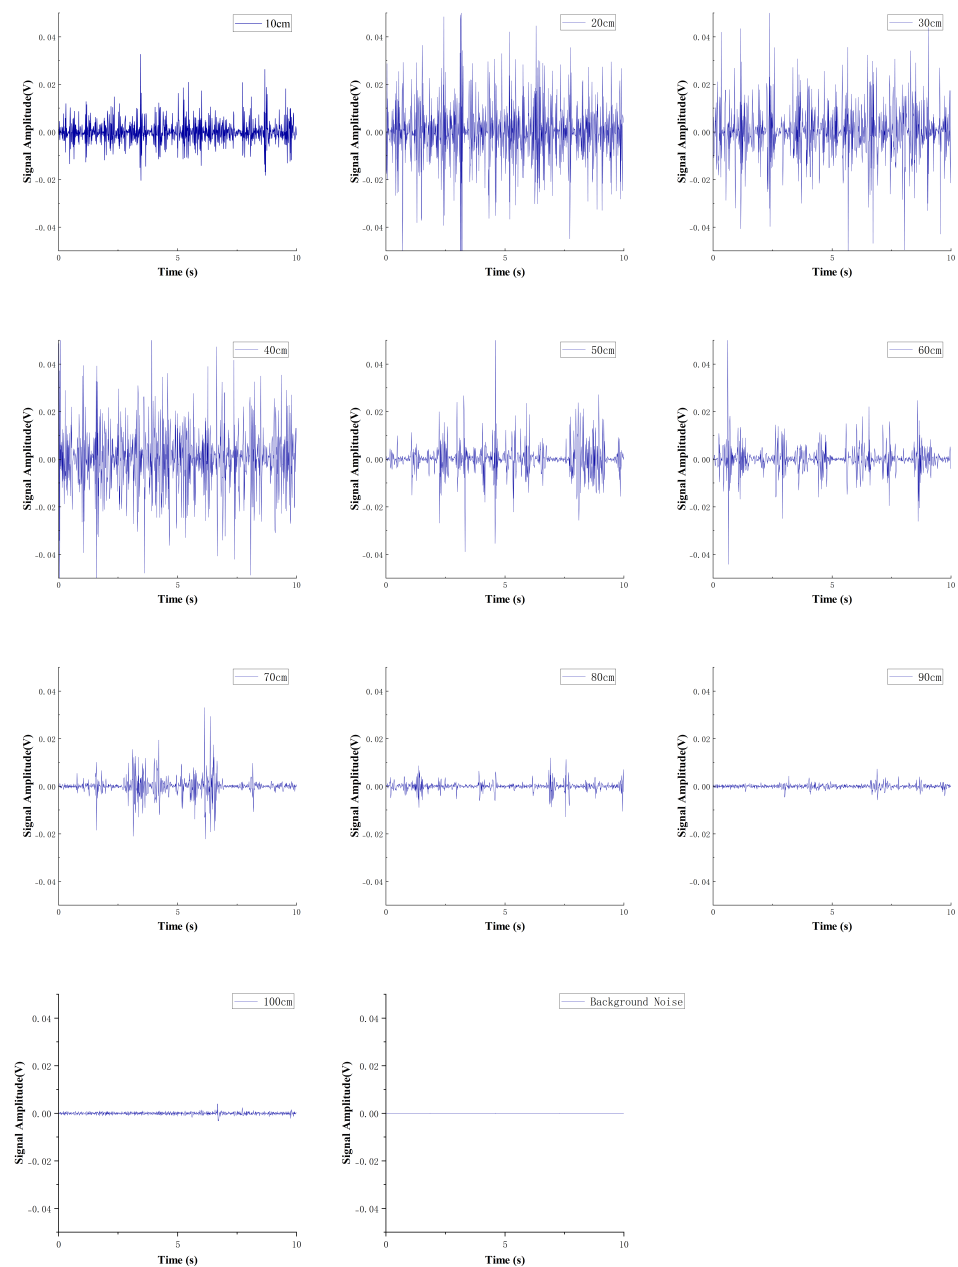 10cm
0.04
0.02
0.00
-0.02
-0.04
Signal Amplitude(V)
0
5
10
Time (s)
20cm
0.04
0.02
0.00
-0.02
-0.04
Signal Amplitude(V)
0
5
10
Time (s)
30cm
0.04
0.02
0.00
-0.02
-0.04
Signal Amplitude(V)
0
5
10
Time (s)
40cm
0.04
0.02
0.00
-0.02
-0.04
Signal Amplitude(V)
0
5
10
Time (s)
50cm
0.04
0.02
0.00
-0.02
-0.04
Signal Amplitude(V)
0
5
10
Time (s)
60cm
0.04
0.02
0.00
-0.02
-0.04
Signal Amplitude(V)
0
5
10
Time (s)
70cm
0.04
0.02
0.00
-0.02
-0.04
Signal Amplitude(V)
0
5
10
Time (s)
80cm
0.04
0.02
0.00
-0.02
-0.04
Signal Amplitude(V)
0
5
10
Time (s)
90cm
0.04
0.02
0.00
-0.02
-0.04
Signal Amplitude(V)
0
5
10
Time (s)
100cm
0.04
0.02
0.00
-0.02
-0.04
Signal Amplitude(V)
0
5
10
Time (s)
Background Noise
0.04
0.02
0.00
-0.02
-0.04
Signal Amplitude(V)
0
5
10
Time (s)